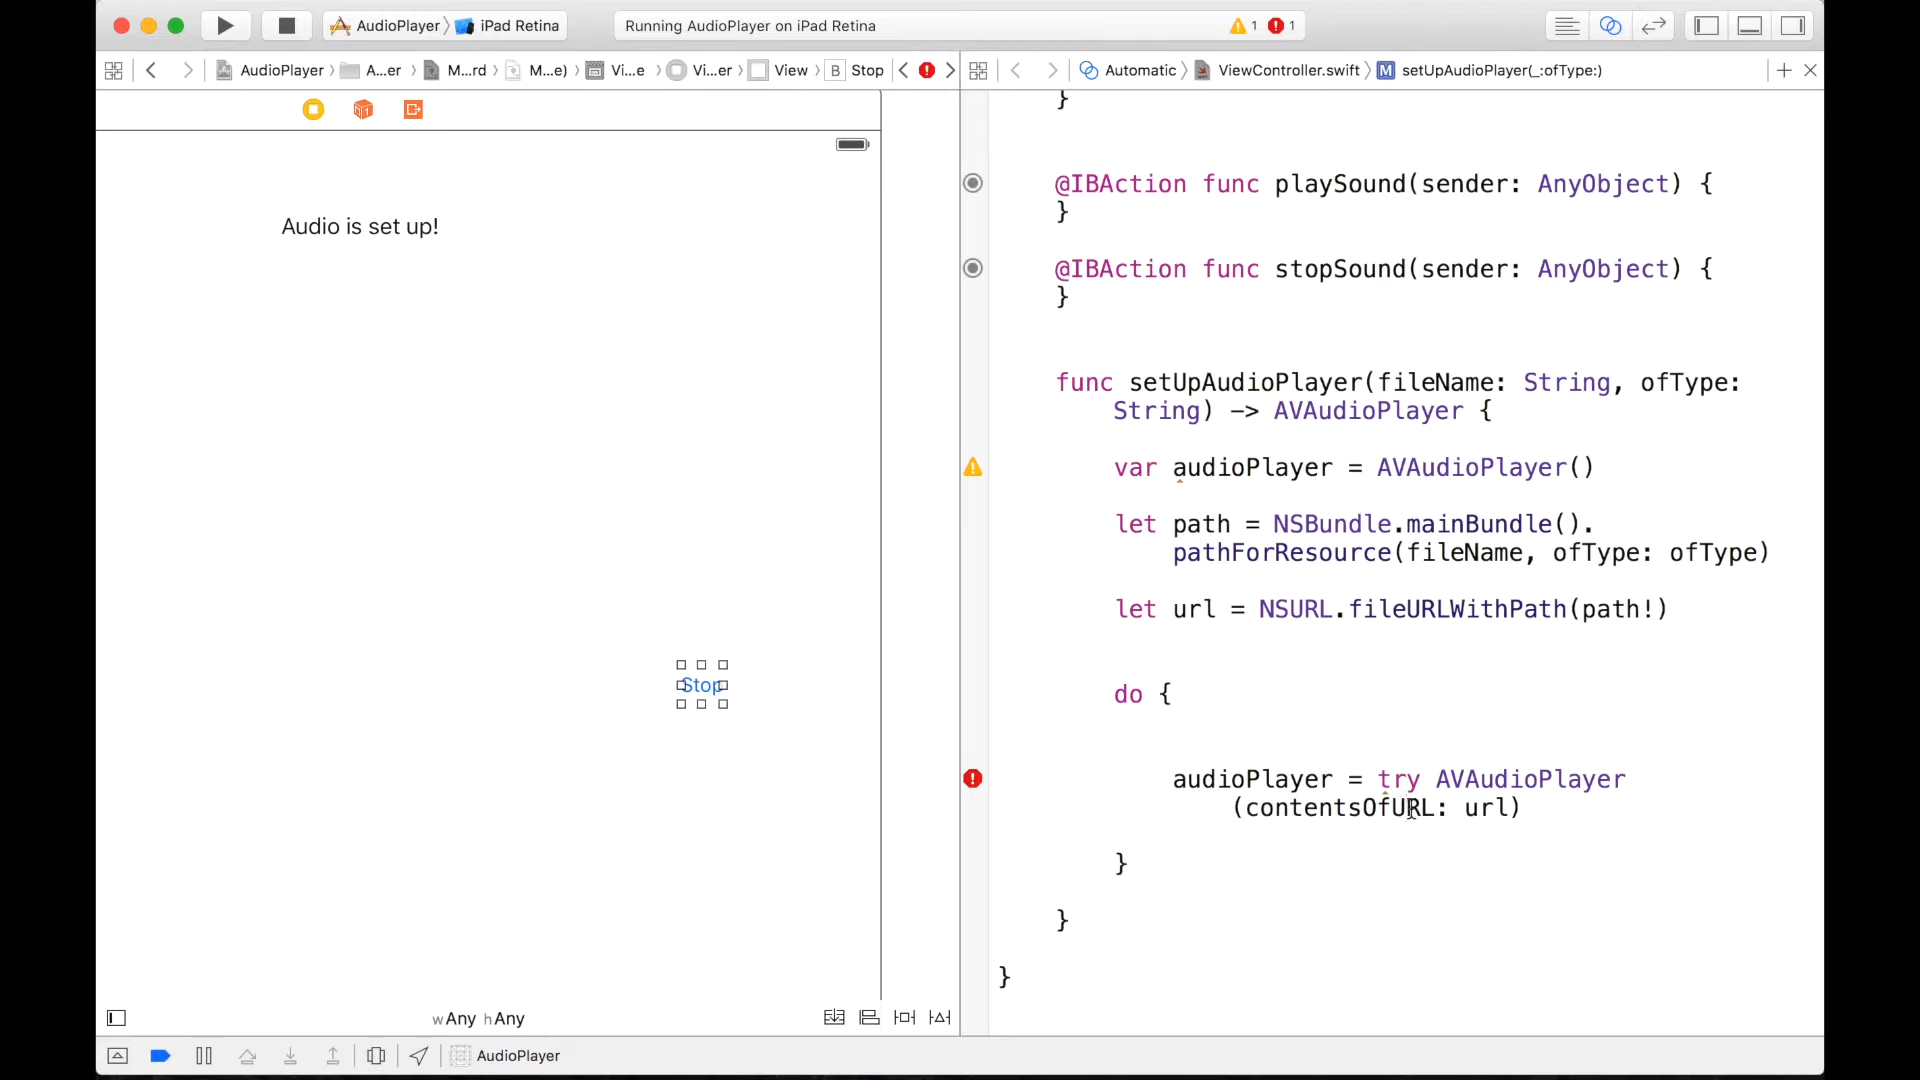 AudioPlayer iPad Retina Running AudioPlayer on iPad Retina 1 1
AudioPlayer A...er M...rd M...e) Vi...e Vi...er View B Stop
Automatic ViewController.swift M setUpAudioPlayer(_:ofType:)
Audio is set up!
Stop
wAny hAny
}
@IBAction func playSound(sender: AnyObject) {
}
@IBAction func stopSound(sender: AnyObject) {
}
func setUpAudioPlayer(fileName: String, ofType:
String) -> AVAudioPlayer {
var audioPlayer = AVAudioPlayer()
let path = NSBundle.mainBundle().
pathForResource(fileName, ofType: ofType)
let url = NSURL.fileURLWithPath(path!)
do {
audioPlayer = try AVAudioPlayer
(contentsOfURL: url)
}
}
}
AudioPlayer